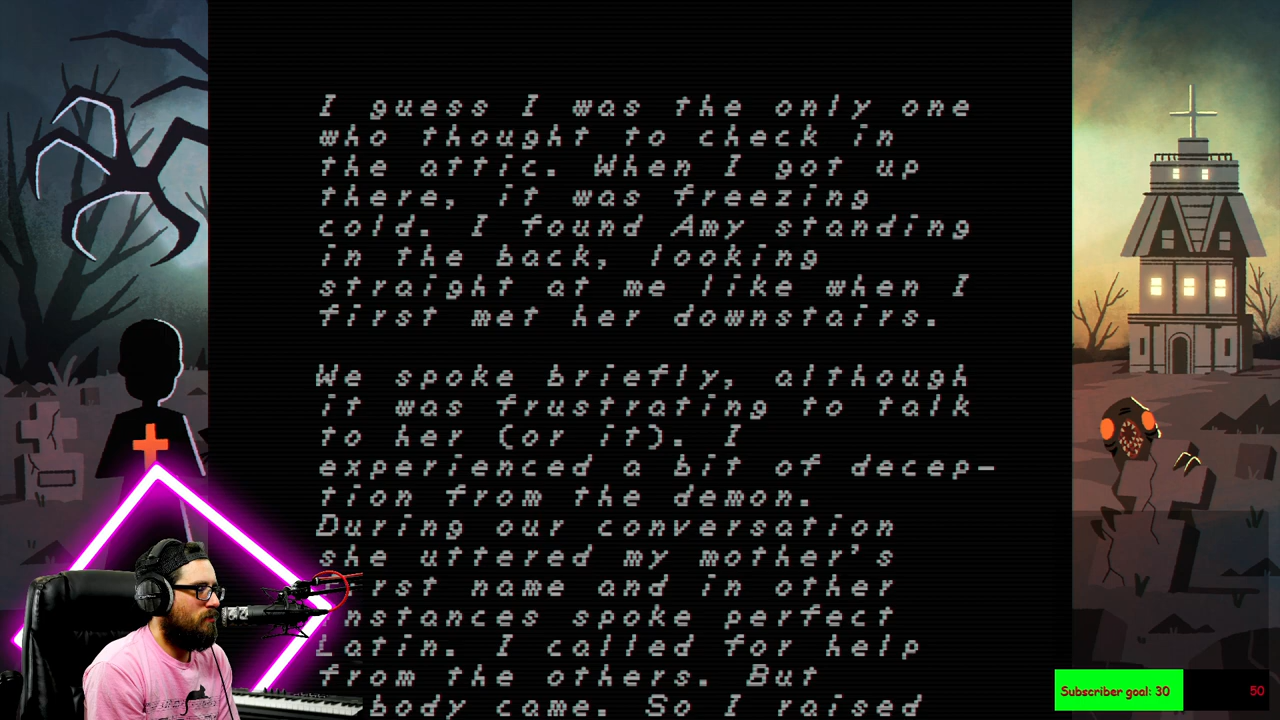 I guess I was the only one
who thought to check in
the attic. When I got up
there, it was freezing
cold. I found Amy standing
in the back, looking
straight at me like when I
first met her downstairs.
We spoke briefly, although
it was frustrating to talk
to her (or it). I
experienced a bit of decep-
tion from the demon.
During our conversation
she uttered my mother's
rst name and in other
nstances spoke perfect
Latin. I called for help
from the others. But
body came. So I raised
Subscriber goal: 30
50